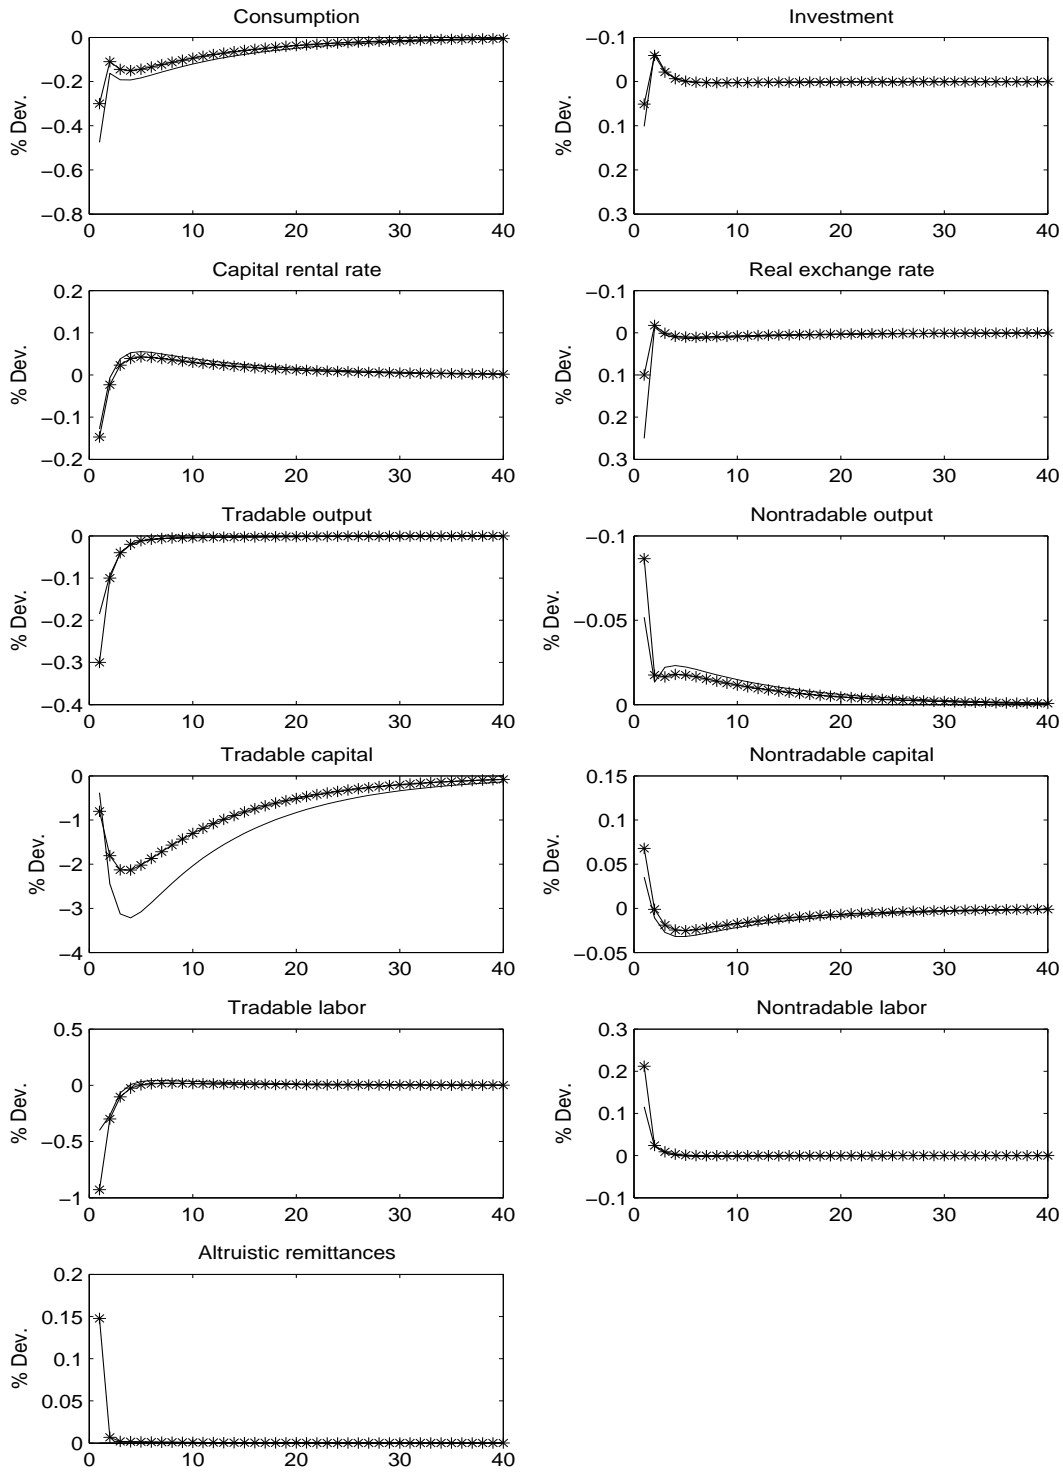 Consumption
% Dev.
0
−0.2
−0.4
−0.6
−0.8
0 10 20 30 40
Investment
% Dev.
−0.1
0
0.1
0.2
0.3
0 10 20 30 40
Capital rental rate
% Dev.
0.2
0.1
0
−0.1
−0.2
0 10 20 30 40
Real exchange rate
% Dev.
−0.1
0
0.1
0.2
0.3
0 10 20 30 40
Tradable output
% Dev.
0
−0.1
−0.2
−0.3
−0.4
0 10 20 30 40
Nontradable output
% Dev.
−0.1
−0.05
0
0 10 20 30 40
Tradable capital
% Dev.
0
−1
−2
−3
−4
0 10 20 30 40
Nontradable capital
% Dev.
0.15
0.1
0.05
0
−0.05
0 10 20 30 40
Tradable labor
% Dev.
0.5
0
−0.5
−1
0 10 20 30 40
Nontradable labor
% Dev.
0.3
0.2
0.1
0
−0.1
0 10 20 30 40
Altruistic remittances
% Dev.
0.2
0.15
0.1
0.05
0
0 10 20 30 40